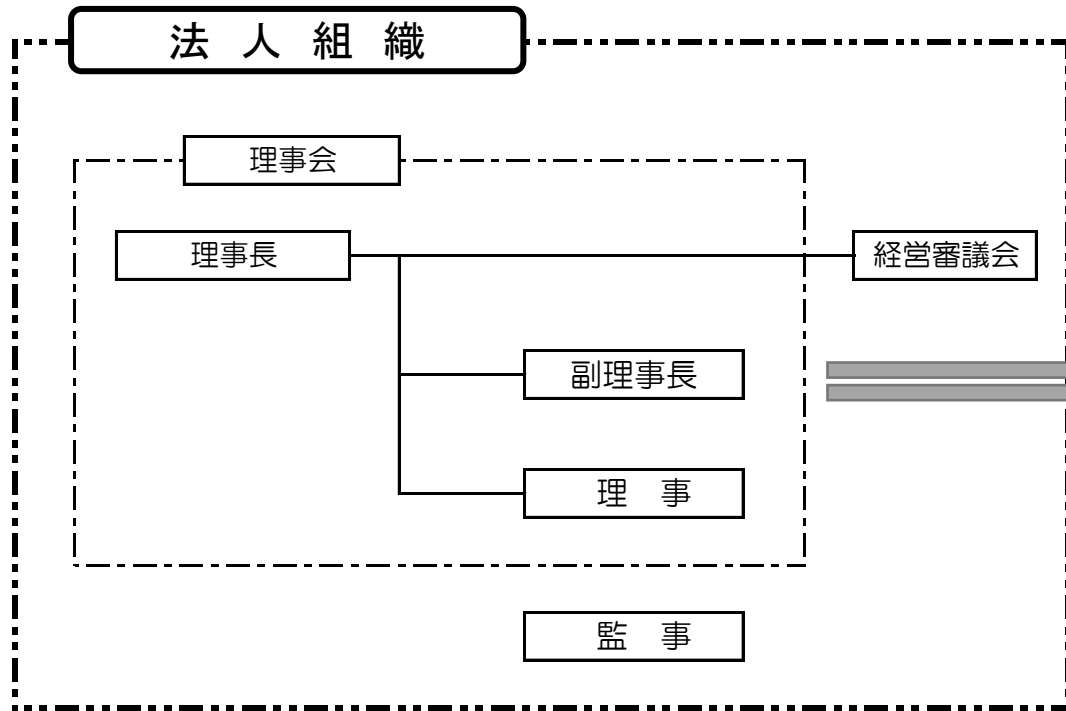 法 人 組 織
理事会
理事長
経営審議会
副理事長
理　事
監　事